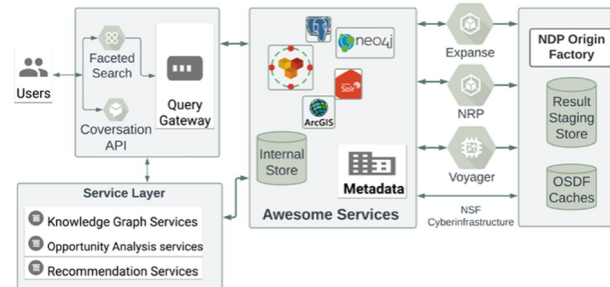 Users
Faceted
Search
Coversation
API
Query
Gateway
Service Layer
Knowledge Graph Services
Opportunity Analysis services
Recommendation Services
neo4j
Solr
ArcGIS
Internal
Store
Metadata
Awesome Services
Expanse
NRP
Voyager
NSF
Cyberinfrastructure
NDP Origin
Factory
Result
Staging
Store
OSDF
Caches